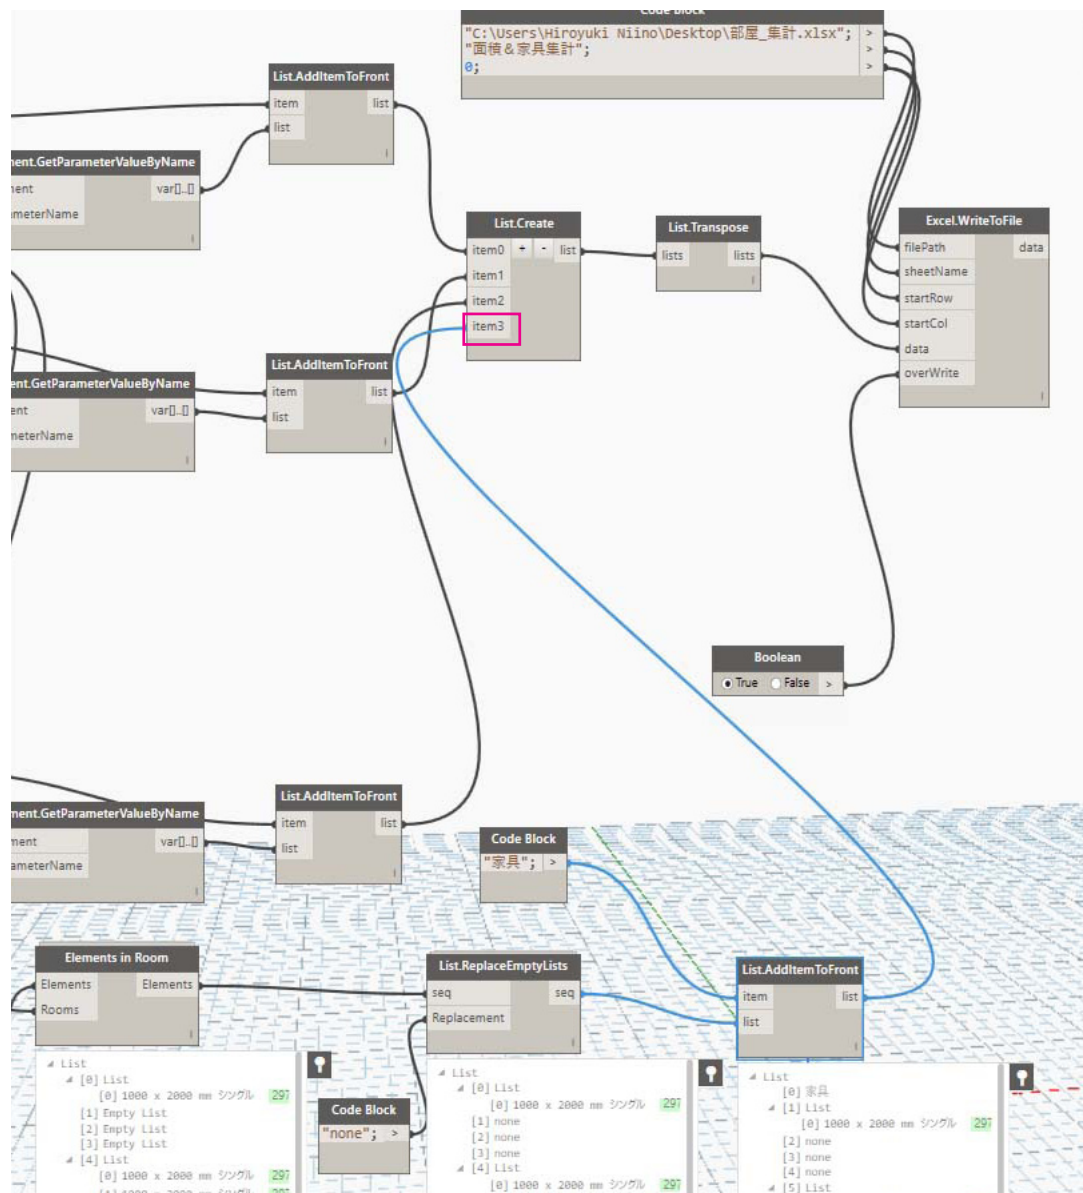 Code Block
"C:\Users\Hiroyuki Niino\Desktop\部屋_集計.xlsx"; >
"面積＆家具集計"; >
0; >
List.AddItemToFront
item list
list
ment.GetParameterValueByName
ment var[]..[]
ameterName
List.Create
item0 + - list
item1
item2
item3
List.Transpose
lists lists
Excel.WriteToFile
filePath data
sheetName
startRow
startCol
data
overWrite
List.AddItemToFront
item list
list
ent.GetParameterValueByName
ent var[]..[]
neterName
Boolean
True False >
List.AddItemToFront
item list
list
ment.GetParameterValueByName
ment var[]..[]
ameterName
Code Block
"家具"; >
Elements in Room
Elements Elements
Rooms
List.ReplaceEmptyLists
seq seq
Replacement
List.AddItemToFront
item list
list
List
[0] List
[0] 1000 x 2000 mm シングル 297
[1] Empty List
[2] Empty List
[3] Empty List
[4] List
[0] 1000 x 2000 mm シングル 297
Code Block
"none"; >
List
[0] List
[0] 1000 x 2000 mm シングル 297
[1] none
[2] none
[3] none
[4] List
[0] 1000 x 2000 mm シングル 297
List
[0] 家具
[1] List
[0] 1000 x 2000 mm シングル 297
[2] none
[3] none
[4] none
[5] List